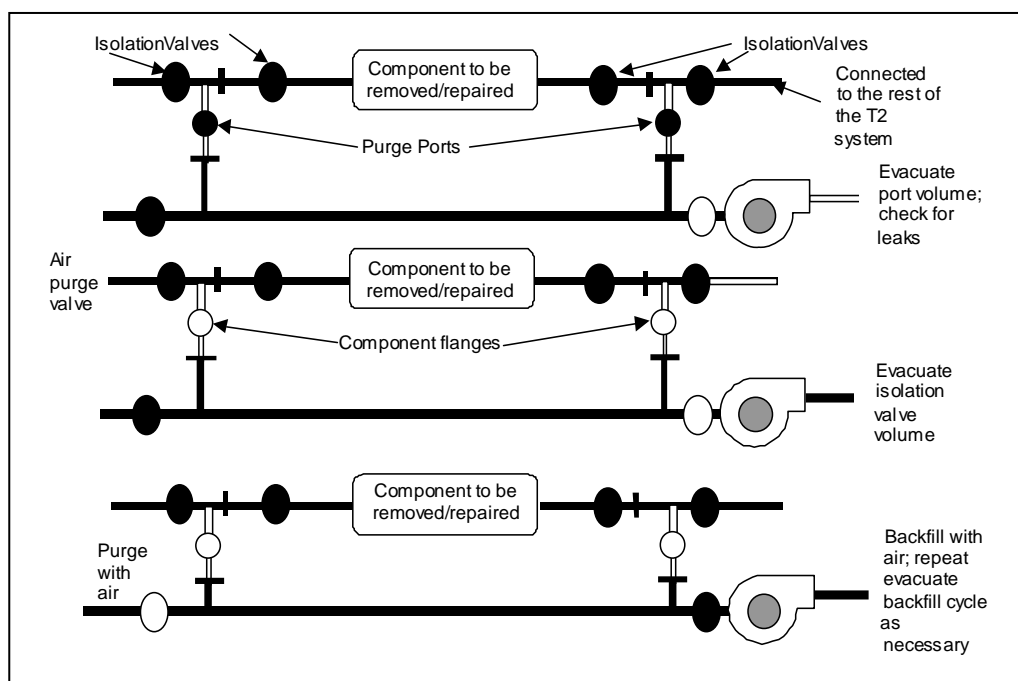 IsolationValves
Component to be
removed/repaired
IsolationValves
Connected
to the rest of
the T2
system
Purge Ports
Evacuate
port volume;
check for
leaks
Air
purge
valve
Component to be
removed/repaired
Component flanges
Evacuate
isolation
valve
volume
Component to be
removed/repaired
Purge
with
air
Backfill with
air; repeat
evacuate
backfill cycle
as
necessary